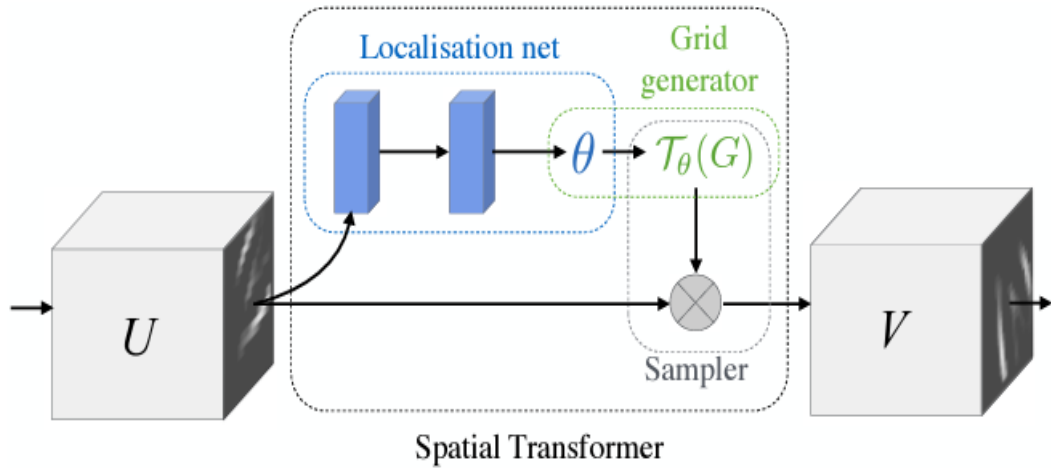 Localisation net
Grid
generator
θ
𝒯θ(G)
U
V
Sampler
Spatial Transformer